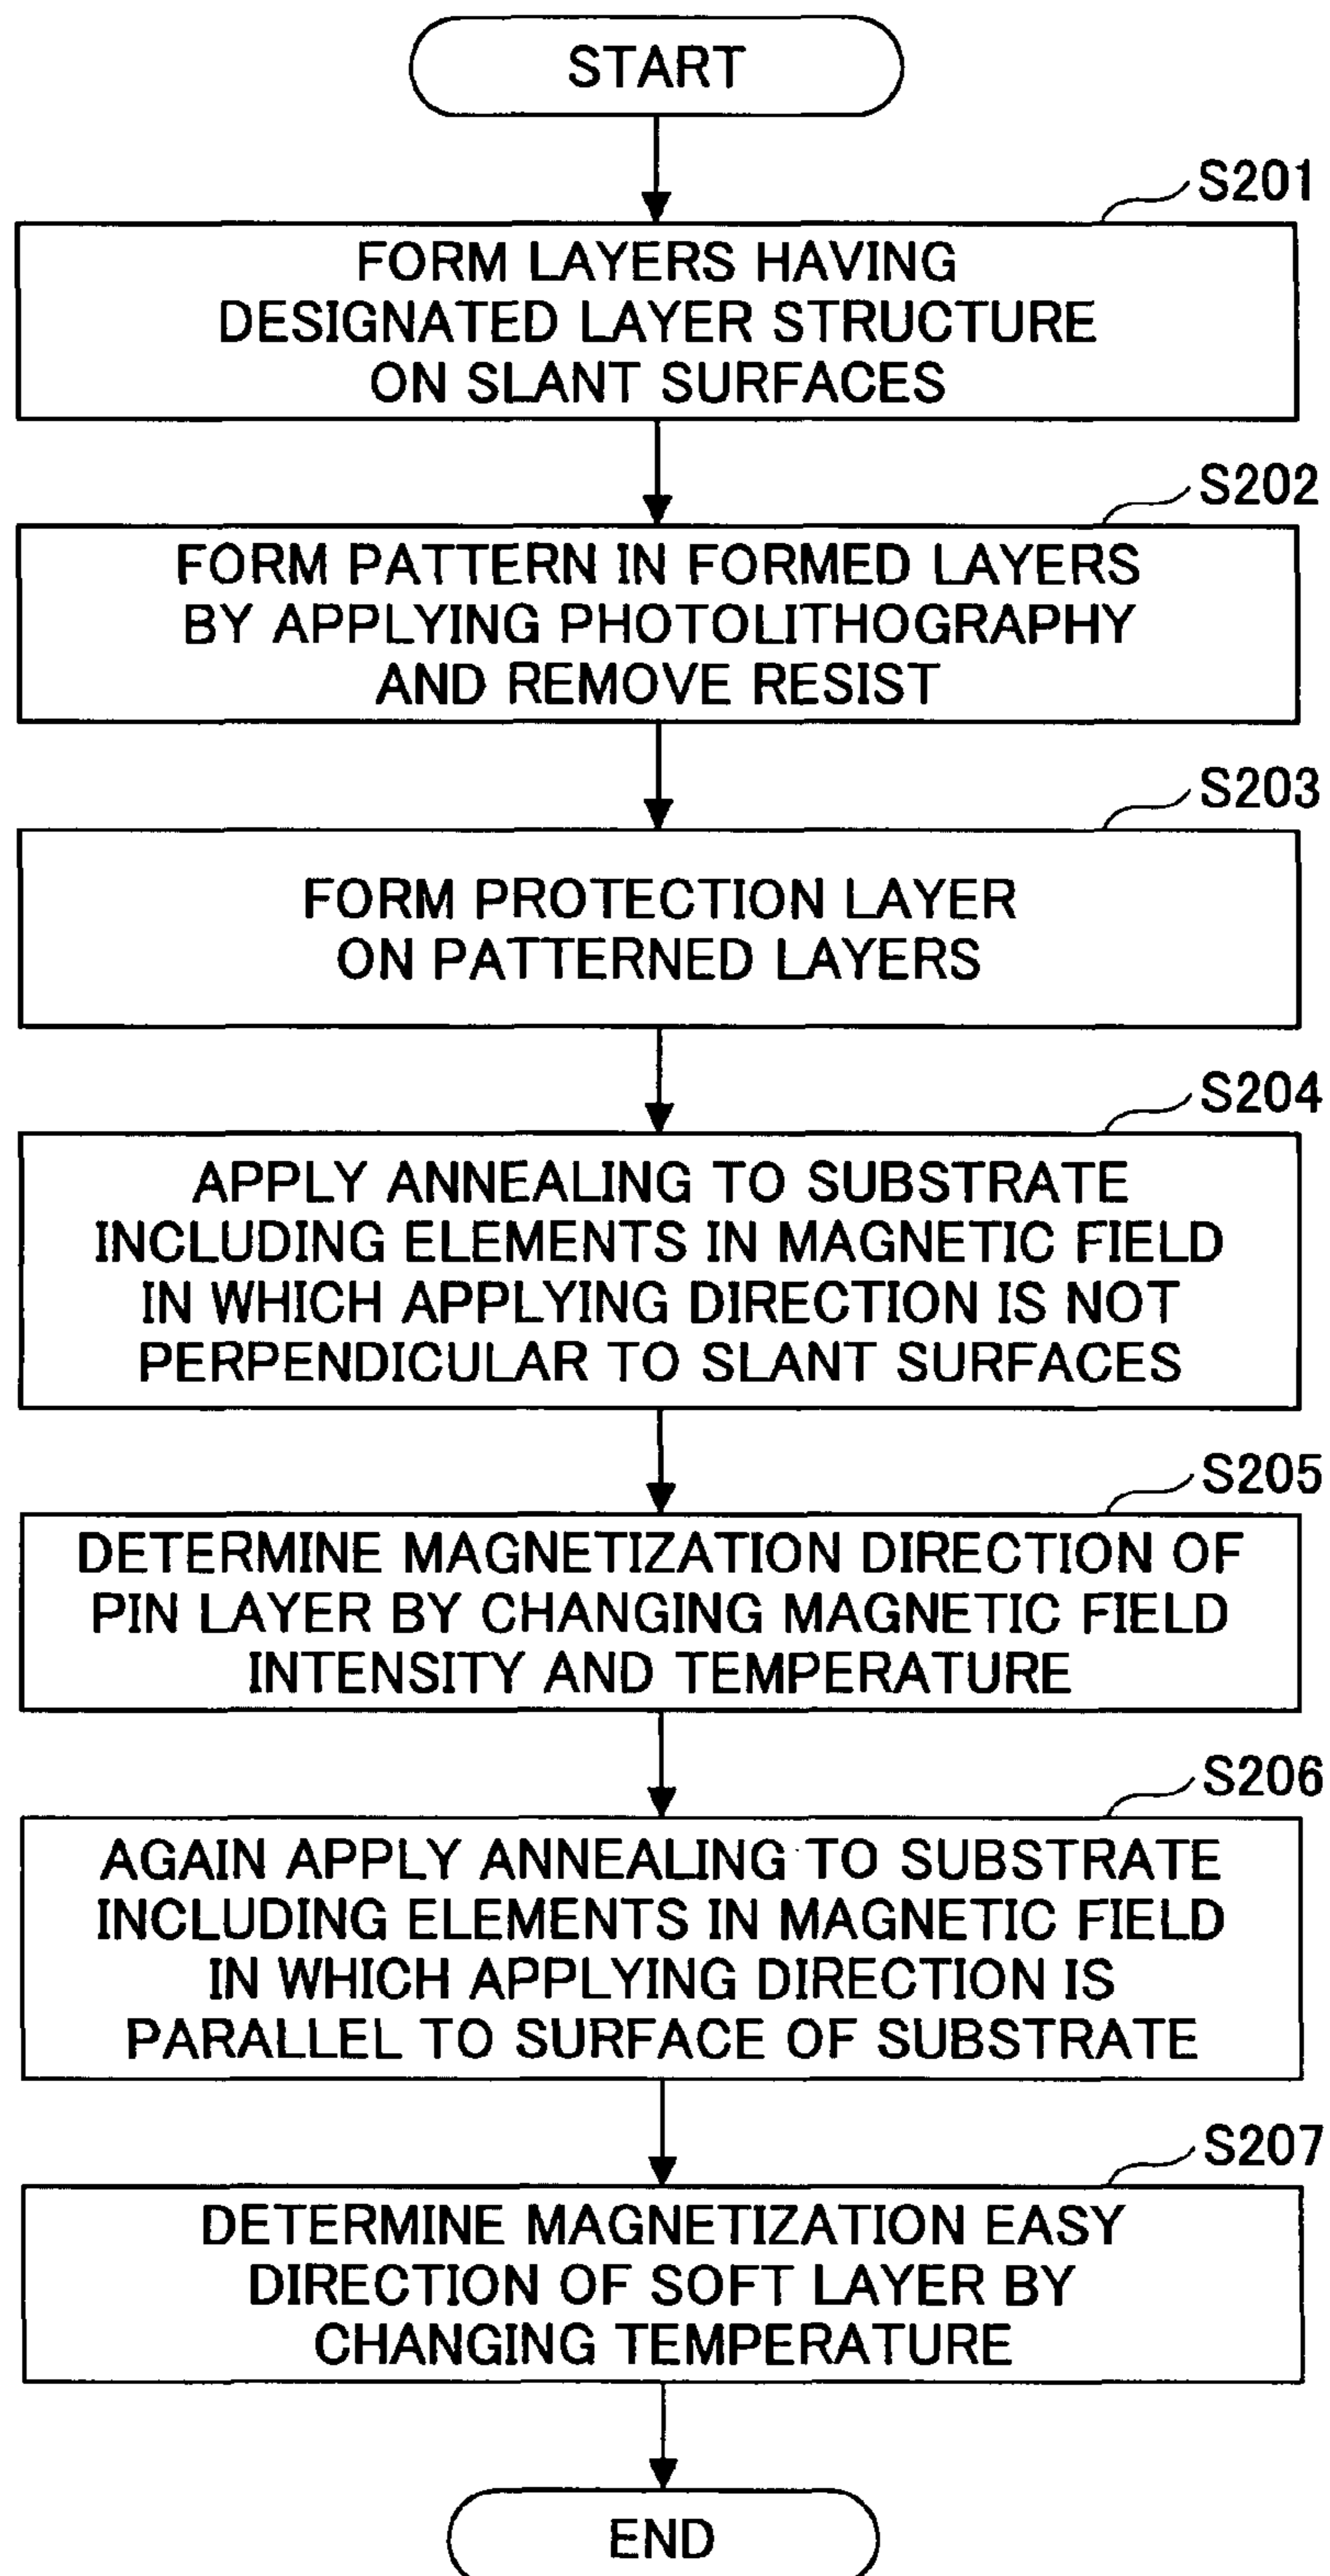 START
S201
FORM LAYERS HAVING
DESIGNATED LAYER STRUCTURE
ON SLANT SURFACES
S202
FORM PATTERN IN FORMED LAYERS
BY APPLYING PHOTOLITHOGRAPHY
AND REMOVE RESIST
S203
FORM PROTECTION LAYER
ON PATTERNED LAYERS
S204
APPLY ANNEALING TO SUBSTRATE
INCLUDING ELEMENTS IN MAGNETIC FIELD
IN WHICH APPLYING DIRECTION IS NOT
PERPENDICULAR TO SLANT SURFACES
S205
DETERMINE MAGNETIZATION DIRECTION OF
PIN LAYER BY CHANGING MAGNETIC FIELD
INTENSITY AND TEMPERATURE
S206
AGAIN APPLY ANNEALING TO SUBSTRATE
INCLUDING ELEMENTS IN MAGNETIC FIELD
IN WHICH APPLYING DIRECTION IS
PARALLEL TO SURFACE OF SUBSTRATE
S207
DETERMINE MAGNETIZATION EASY
DIRECTION OF SOFT LAYER BY
CHANGING TEMPERATURE
END